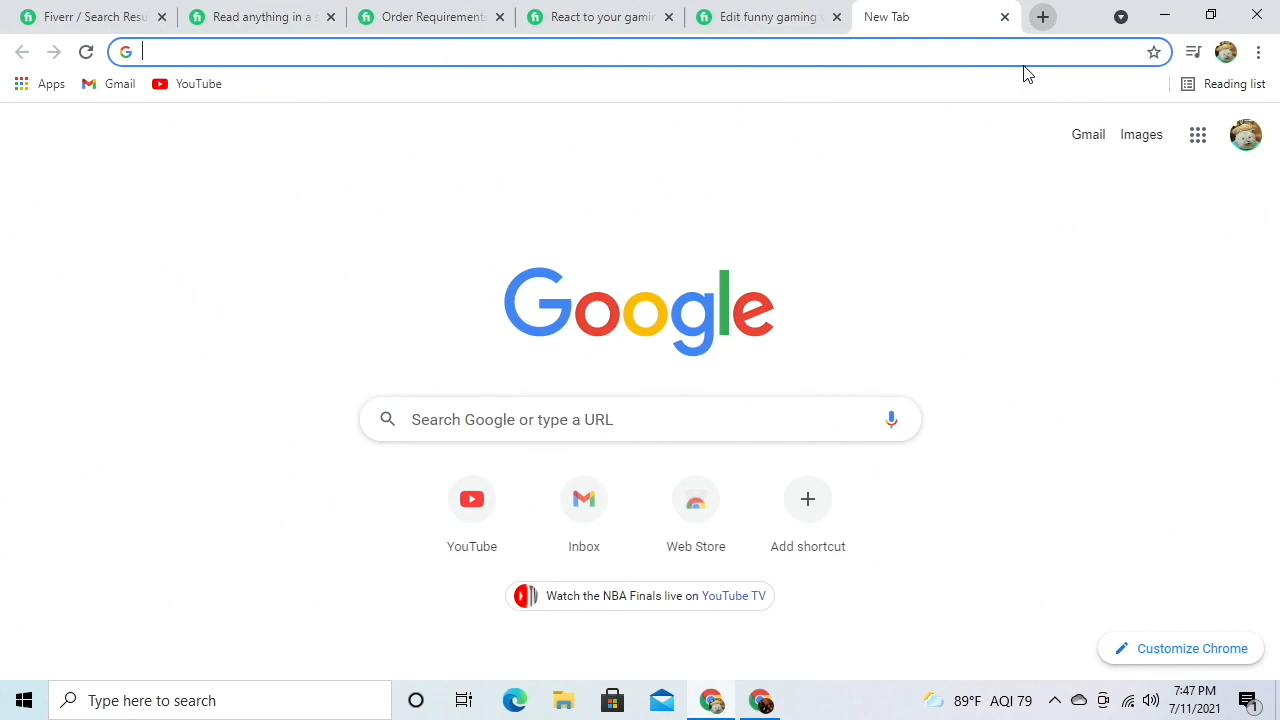 Fiverr / Search Resu
Read anything in a s
Order Requirement
React to your gamin
Edit funny gaming v
New Tab
Apps
Gmail
YouTube
Reading list
Gmail
Images
Google
Search Google or type a URL
YouTube
Inbox
Web Store
Add shortcut
Watch the NBA Finals live on YouTube TV
Customize Chrome
Type here to search
89°F AQI 79
7:47 PM
7/11/2021
1